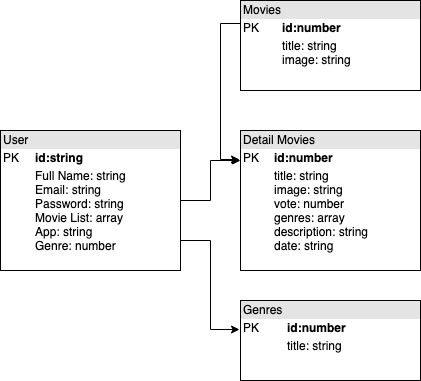 Movies
PK id:number
title: string
image: string
User
PK id:string
Full Name: string
Email: string
Password: string
Movie List: array
App: string
Genre: number
Detail Movies
PK id:number
title: string
image: string
vote: number
genres: array
description: string
date: string
Genres
PK id:number
title: string